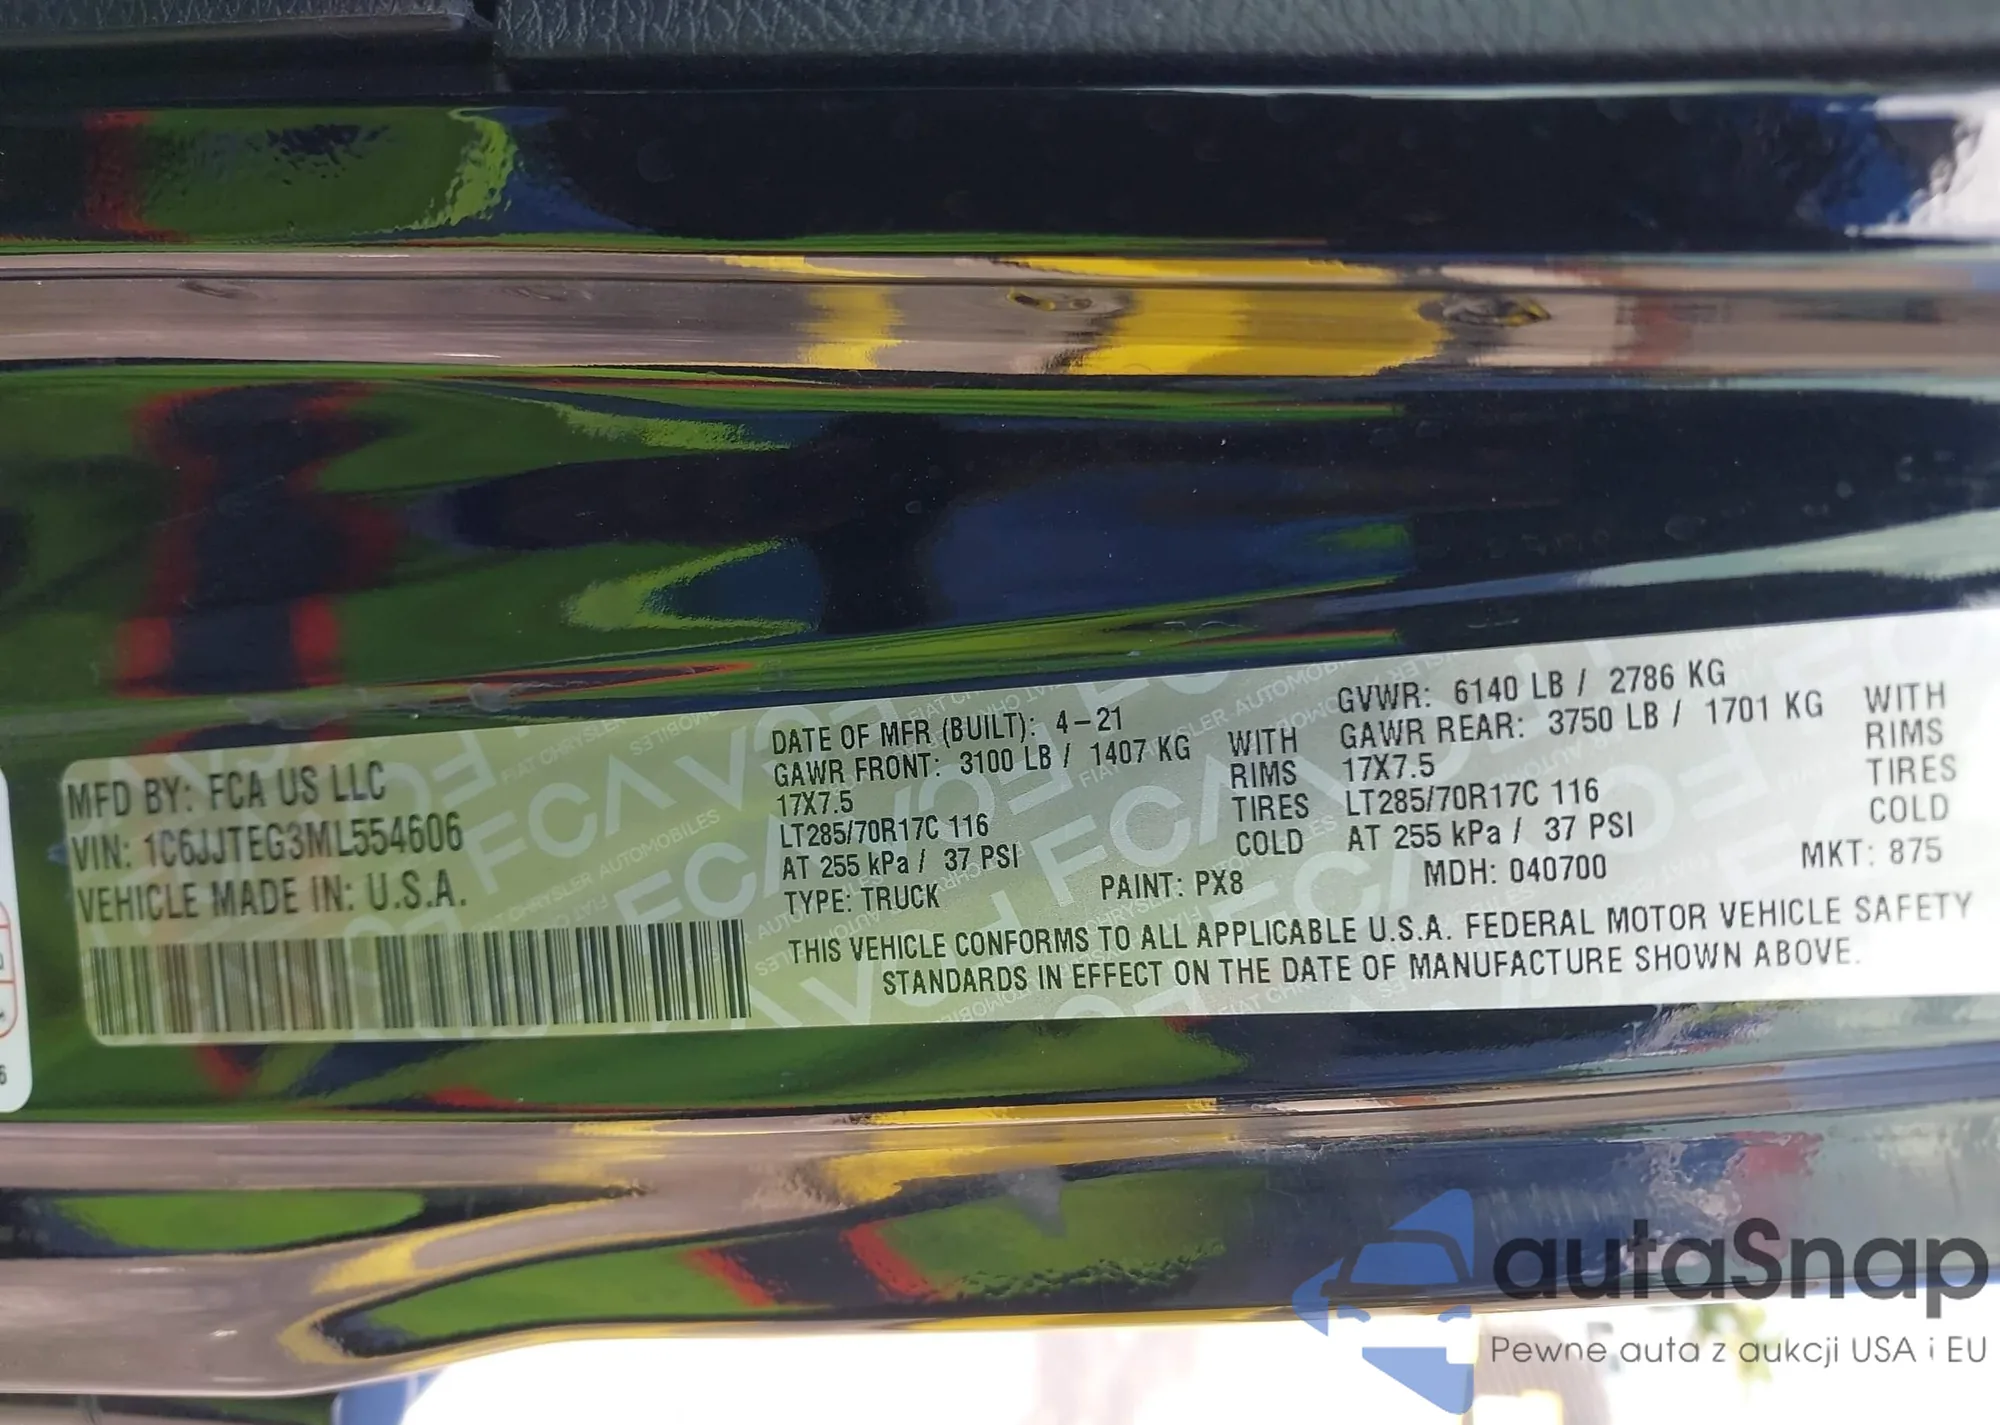 MFD BY: FCA US LLC
VIN: 1C6JJTEG3ML554606
VEHICLE MADE IN: U.S.A.
DATE OF MFR (BUILT): 4-21
GVWR: 6140 LB / 2786 KG
GAWR FRONT: 3100 LB / 1407 KG WITH
GAWR REAR: 3750 LB / 1701 KG WITH
17X7.5 RIMS
17X7.5 RIMS
LT285/70R17C 116 TIRES
LT285/70R17C 116 TIRES
AT 255 kPa / 37 PSI COLD
AT 255 kPa / 37 PSI COLD
TYPE: TRUCK PAINT: PX8 MDH: 040700 MKT: 875
THIS VEHICLE CONFORMS TO ALL APPLICABLE U.S.A. FEDERAL MOTOR VEHICLE SAFETY
STANDARDS IN EFFECT ON THE DATE OF MANUFACTURE SHOWN ABOVE.
autaSnap
Pewne auta z aukcji USA i EU